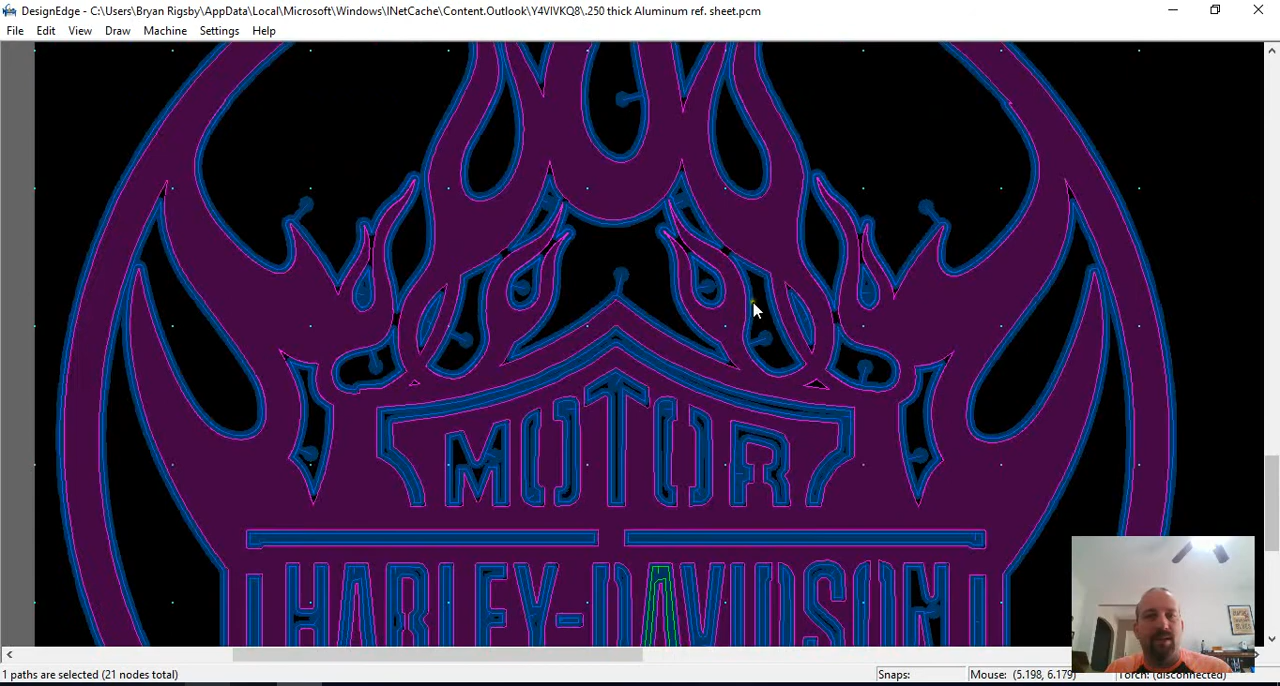 DesignEdge - C:\Users\Bryan Rigsby\AppData\Local\Microsoft\Windows\INetCache\Content.Outlook\Y4VIVKQ8\.250 thick Aluminum ref. sheet.pcm
File Edit View Draw Machine Settings Help
MOTOR
HARLEY-DAVIDSON
1 paths are selected (21 nodes total) Snaps: Mouse: (5.198, 6.179) Torch: (disconnected)